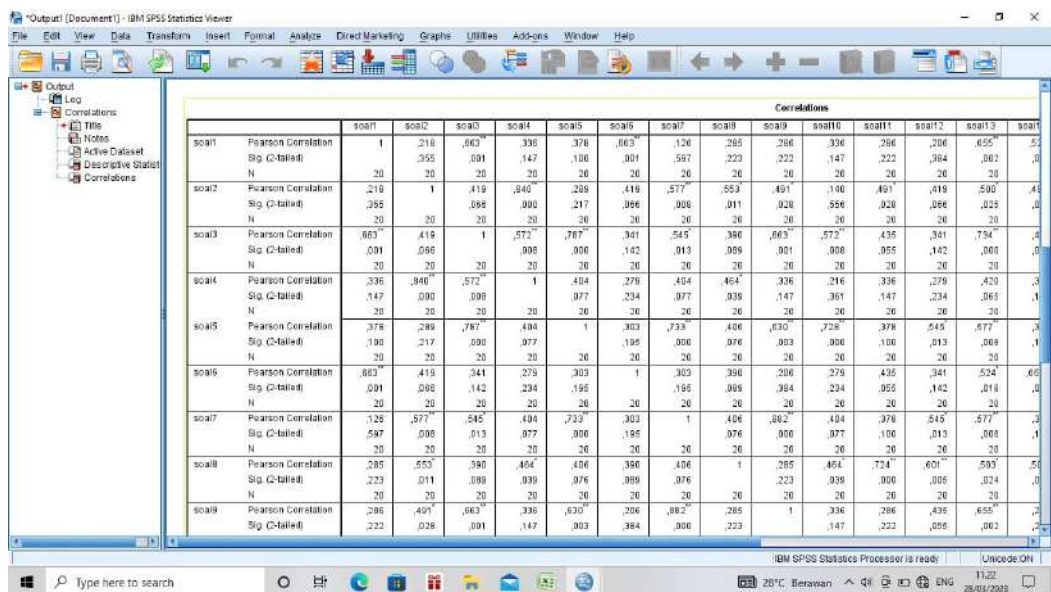 *Output1 [Document1] - IBM SPSS Statistics Viewer
File Edit View Data Transform Insert Format Analyze Direct Marketing Graphs Utilities Add-ons Window Help
Output
Log
Correlations
Title
Notes
Active Dataset
Descriptive Statist
Correlations
Correlations
soal1 soal2 soal3 soal4 soal5 soal6 soal7 soal8 soal9 soal10 soal11 soal12 soal13 soal1
soal1 Pearson Correlation 1 ,218 ,663** ,336 ,378 ,663** ,126 ,285 ,286 ,336 ,286 ,206 ,655** ,52
Sig. (2-tailed) ,355 ,001 ,147 ,100 ,001 ,597 ,223 ,222 ,147 ,222 ,384 ,002 ,0
N 20 20 20 20 20 20 20 20 20 20 20 20 20
soal2 Pearson Correlation ,218 1 ,419 ,840** ,289 ,419 ,577** ,553* ,491* ,140 ,491* ,419 ,500* ,48
Sig. (2-tailed) ,355 ,066 ,000 ,217 ,066 ,008 ,011 ,028 ,556 ,028 ,066 ,025 ,0
N 20 20 20 20 20 20 20 20 20 20 20 20 20
soal3 Pearson Correlation ,663** ,419 1 ,572** ,787** ,341 ,545* ,390 ,663** ,572** ,435 ,341 ,734** ,4
Sig. (2-tailed) ,001 ,066 ,008 ,000 ,142 ,013 ,089 ,001 ,008 ,055 ,142 ,000 ,0
N 20 20 20 20 20 20 20 20 20 20 20 20 20
soal4 Pearson Correlation ,336 ,840** ,572** 1 ,404 ,279 ,404 ,464* ,336 ,216 ,336 ,279 ,420 ,3
Sig. (2-tailed) ,147 ,000 ,008 ,077 ,234 ,077 ,039 ,147 ,361 ,147 ,234 ,065 ,1
N 20 20 20 20 20 20 20 20 20 20 20 20 20
soal5 Pearson Correlation ,378 ,289 ,787** ,404 1 ,303 ,733** ,406 ,630** ,728** ,378 ,545* ,577** ,3
Sig. (2-tailed) ,100 ,217 ,000 ,077 ,195 ,000 ,076 ,003 ,000 ,100 ,013 ,008 ,1
N 20 20 20 20 20 20 20 20 20 20 20 20 20
soal6 Pearson Correlation ,663** ,419 ,341 ,279 ,303 1 ,303 ,390 ,206 ,279 ,435 ,341 ,524* ,66
Sig. (2-tailed) ,001 ,066 ,142 ,234 ,195 ,195 ,089 ,384 ,234 ,055 ,142 ,018 ,0
N 20 20 20 20 20 20 20 20 20 20 20 20 20
soal7 Pearson Correlation ,126 ,577** ,545* ,404 ,733** ,303 1 ,406 ,882** ,404 ,378 ,545* ,577** ,3
Sig. (2-tailed) ,597 ,008 ,013 ,077 ,000 ,195 ,076 ,000 ,077 ,100 ,013 ,008 ,1
N 20 20 20 20 20 20 20 20 20 20 20 20 20
soal8 Pearson Correlation ,285 ,553* ,390 ,464* ,406 ,390 ,406 1 ,285 ,464* ,724** ,601** ,503* ,50
Sig. (2-tailed) ,223 ,011 ,089 ,039 ,076 ,089 ,076 ,223 ,039 ,000 ,005 ,024 ,0
N 20 20 20 20 20 20 20 20 20 20 20 20 20
soal9 Pearson Correlation ,286 ,491* ,663** ,336 ,630** ,206 ,882** ,285 1 ,336 ,286 ,435 ,655** ,2
Sig. (2-tailed) ,222 ,028 ,001 ,147 ,003 ,384 ,000 ,223 ,147 ,222 ,055 ,002 ,2
IBM SPSS Statistics Processor is ready Unicode:ON
Type here to search 28°C Berawan ENG 11.22
28/03/2023